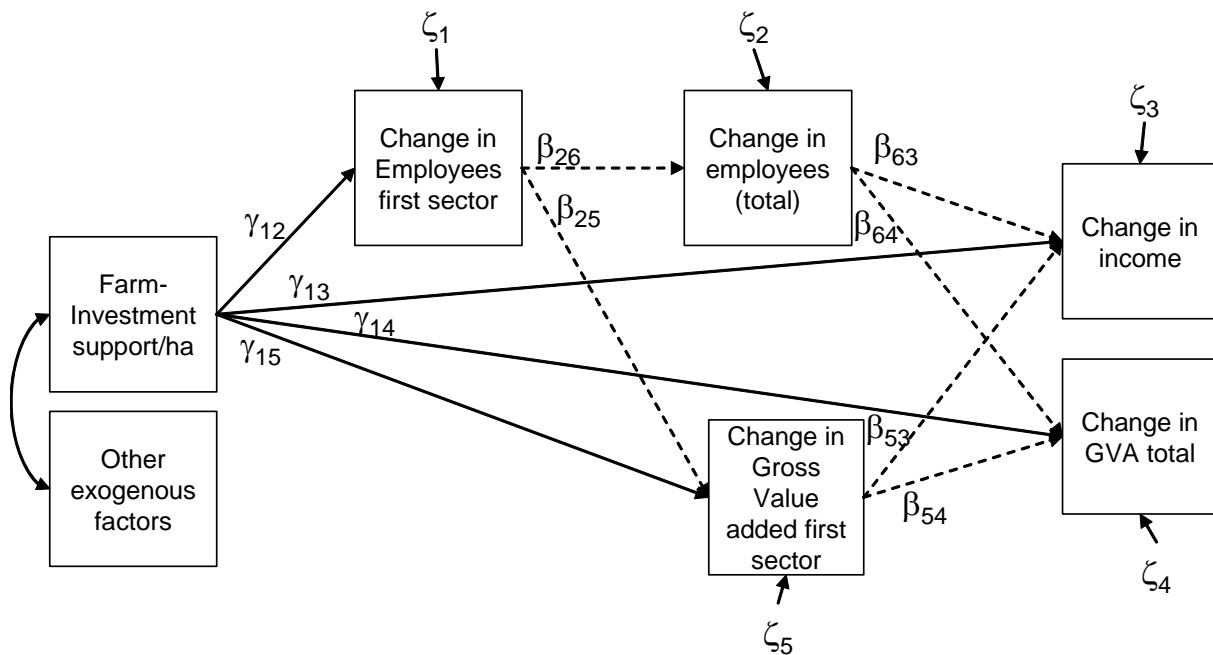 ζ1
ζ2
ζ3
Change in
Employees
first sector
β26
Change in
employees
(total)
β63
β25
β64
γ12
Change in
income
Farm-
Investment
support/ha
γ13
γ14
γ15
Change in
Gross
Value
added first
sector
β53
Change in
GVA total
Other
exogenous
factors
β54
ζ4
ζ5